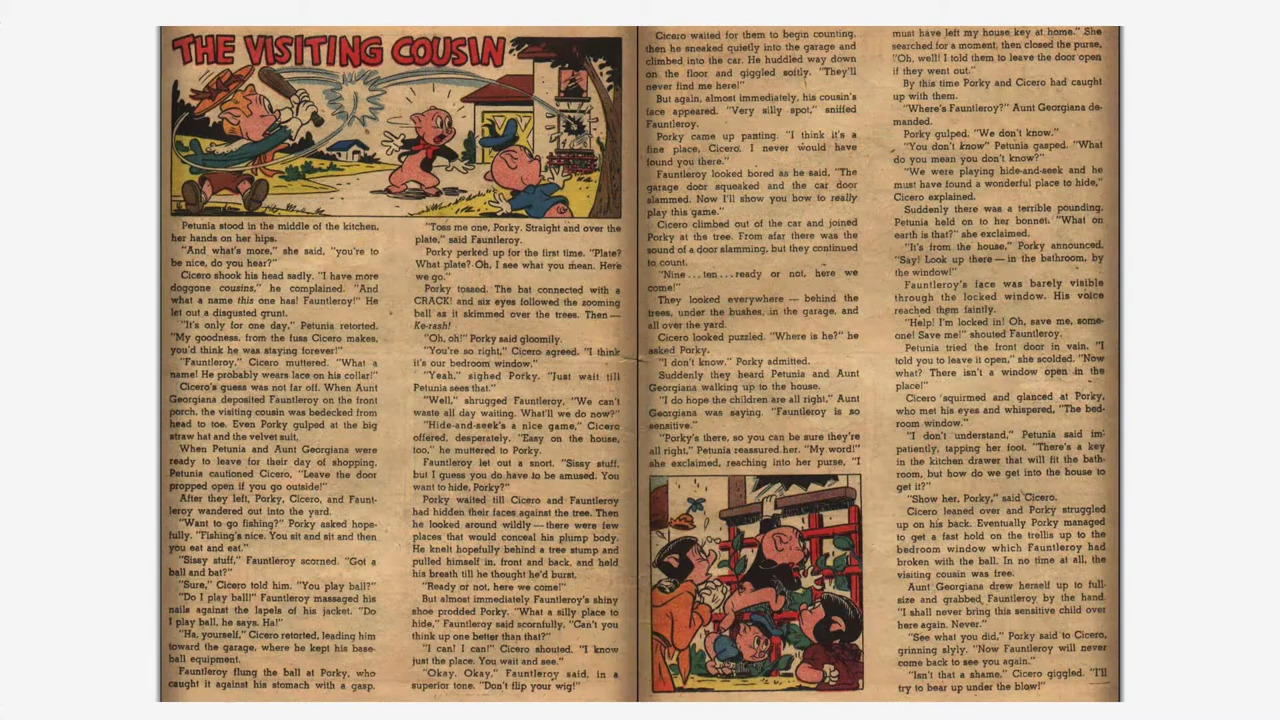 THE VISITING COUSIN
Petunia stood in the middle of the kitchen,
her hands on her hips.
"And what's more," she said, "you're to
be nice, do you hear?"
Cicero shook his head sadly. "I have more
doggone cousins," he complained. "And
what a name this one has! Fauntleroy!" He
let out a disgusted grunt.
"It's only for one day," Petunia retorted.
"My goodness, from the fuss Cicero makes,
you'd think he was staying forever!"
"Fauntleroy," Cicero muttered. "What a
name! He probably wears lace on his collar!"
Cicero's guess was not far off. When Aunt
Georgiana deposited Fauntleroy on the front
porch, the visiting cousin was bedecked from
head to toe. Even Porky gulped at the big
straw hat and the velvet suit.
When Petunia and Aunt Georgiana were
ready to leave for their day of shopping,
Petunia cautioned Cicero, "Leave the door
propped open if you go outside!"
After they left, Porky, Cicero, and Faunt-
leroy wandered out into the yard.
"Want to go fishing?" Porky asked hope-
fully. "Fishing's nice. You sit and sit and then
you eat and eat."
"Sissy stuff," Fauntleroy scorned. "Got a
ball and bat?"
"Sure," Cicero told him. "You play ball?"
"Do I play ball!" Fauntleroy massaged his
nails against the lapels of his jacket. "Do
I play ball, he says. Ha!"
"Ha, yourself," Cicero retorted, leading him
toward the garage, where he kept his base-
ball equipment.
Fauntleroy flung the ball at Porky, who
caught it against his stomach with a gasp.
"Toss me one, Porky. Straight and over the
plate," said Fauntleroy.
Porky perked up for the first time. "Plate?
What plate? Oh, I see what you mean. Here
we go."
Porky tossed. The bat connected with a
CRACK! and six eyes followed the zooming
ball as it skimmed over the trees. Then —
Ke-rash!
"Oh, oh!" Porky said gloomily.
"You're so right," Cicero agreed. "I think
it's our bedroom window."
"Yeah," sighed Porky. "Just wait till
Petunia sees that."
"Well," shrugged Fauntleroy, "We can't
waste all day waiting. What'll we do now?"
"Hide-and-seek's a nice game," Cicero
offered, desperately. "Easy on the house,
too," he muttered to Porky.
Fauntleroy let out a snort. "Sissy stuff,
but I guess you do have to be amused. You
want to hide, Porky?"
Porky waited till Cicero and Fauntleroy
had hidden their faces against the tree. Then
he looked around wildly — there were few
places that would conceal his plump body.
He knelt hopefully behind a tree stump and
pulled himself in, front and back, and held
his breath till he thought he'd burst.
"Ready or not, here we come!"
But almost immediately Fauntleroy's shiny
shoe prodded Porky. "What a silly place to
hide," Fauntleroy said scornfully. "Can't you
think up one better than that?"
"I can! I can!" Cicero shouted. "I know
just the place. You wait and see."
"Okay. Okay," Fauntleroy said, in a
superior tone. "Don't flip your wig!"
Cicero waited for them to begin counting,
then he sneaked quietly into the garage and
climbed into the car. He huddled way down
on the floor and giggled softly. "They'll
never find me here!"
But again, almost immediately, his cousin's
face appeared. "Very silly spot," sniffed
Fauntleroy.
Porky came up panting. "I think it's a
fine place, Cicero. I never would have
found you there."
Fauntleroy looked bored as he said, "The
garage door squeaked and the car door
slammed. Now I'll show you how to really
play this game."
Cicero climbed out of the car and joined
Porky at the tree. From afar there was the
sound of a door slamming, but they continued
to count.
"Nine ... ten ... ready or not, here we
come!"
They looked everywhere — behind the
trees, under the bushes, in the garage, and
all over the yard.
Cicero looked puzzled. "Where is he?" he
asked Porky.
"I don't know," Porky admitted.
Suddenly they heard Petunia and Aunt
Georgiana walking up to the house.
"I do hope the children are all right," Aunt
Georgiana was saying. "Fauntleroy is so
sensitive."
"Porky's there, so you can be sure they're
all right," Petunia reassured her. "My word!"
she exclaimed, reaching into her purse, "I
must have left my house key at home." She
searched for a moment, then closed the purse,
"Oh, well! I told them to leave the door open
if they went out."
By this time Porky and Cicero had caught
up with them.
"Where's Fauntleroy?" Aunt Georgiana de-
manded.
Porky gulped. "We don't know."
"You don't know" Petunia gasped. "What
do you mean you don't know?"
"We were playing hide-and-seek and he
must have found a wonderful place to hide,"
Cicero explained.
Suddenly there was a terrible pounding.
Petunia held on to her bonnet. "What on
earth is that?" she exclaimed.
"It's from the house," Porky announced.
"Say! Look up there — in the bathroom, by
the window!"
Fauntleroy's face was barely visible
through the locked window. His voice
reached them faintly.
"Help! I'm locked in! Oh, save me, some-
one! Save me!" shouted Fauntleroy.
Petunia tried the front door in vain. "I
told you to leave it open," she scolded. "Now
what? There isn't a window open in the
place!"
Cicero squirmed and glanced at Porky,
who met his eyes and whispered, "The bed-
room window."
"I don't understand," Petunia said im-
patiently, tapping her foot. "There's a key
in the kitchen drawer that will fit the bath-
room, but how do we get into the house to
get it?"
"Show her, Porky," said Cicero.
Cicero leaned over and Porky struggled
up on his back. Eventually Porky managed
to get a fast hold on the trellis up to the
bedroom window which Fauntleroy had
broken with the ball. In no time at all, the
visiting cousin was free.
Aunt Georgiana drew herself up to full-
size and grabbed Fauntleroy by the hand.
"I shall never bring this sensitive child over
here again. Never."
"See what you did," Porky said to Cicero,
grinning slyly. "Now Fauntleroy will never
come back to see you again."
"Isn't that a shame," Cicero giggled. "I'll
try to bear up under the blow!"